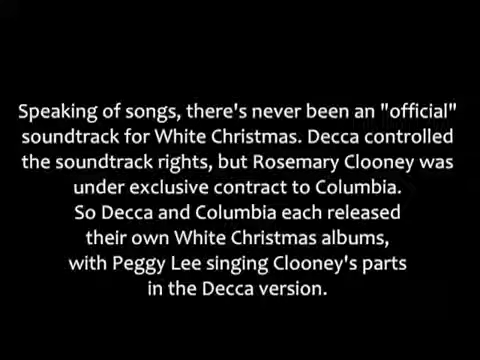 Speaking of songs, there's never been an "official"
soundtrack for White Christmas. Decca controlled
the soundtrack rights, but Rosemary Clooney was
under exclusive contract to Columbia.
So Decca and Columbia each released
their own White Christmas albums,
with Peggy Lee singing Clooney's parts
in the Decca version.